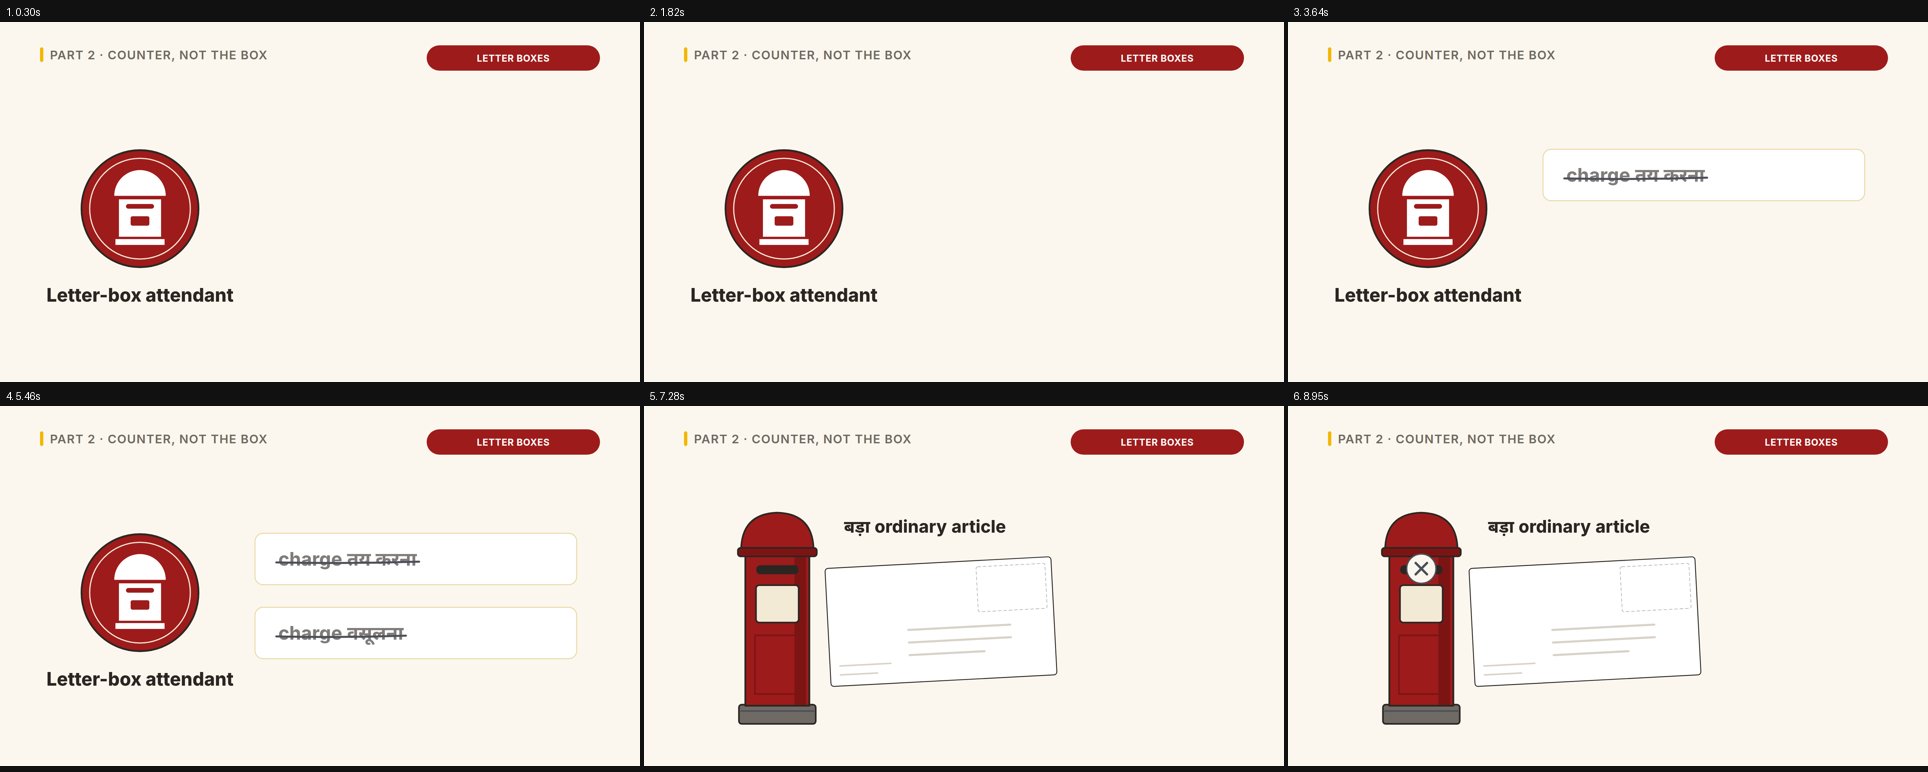 1. 0.30s
PART 2 · COUNTER, NOT THE BOX
LETTER BOXES
Letter-box attendant
2. 1.82s
PART 2 · COUNTER, NOT THE BOX
LETTER BOXES
Letter-box attendant
3. 3.64s
PART 2 · COUNTER, NOT THE BOX
LETTER BOXES
charge तय करना
Letter-box attendant
4. 5.46s
PART 2 · COUNTER, NOT THE BOX
LETTER BOXES
charge तय करना
charge वसूलना
Letter-box attendant
5. 7.28s
PART 2 · COUNTER, NOT THE BOX
LETTER BOXES
बड़ा ordinary article
6. 8.95s
PART 2 · COUNTER, NOT THE BOX
LETTER BOXES
बड़ा ordinary article